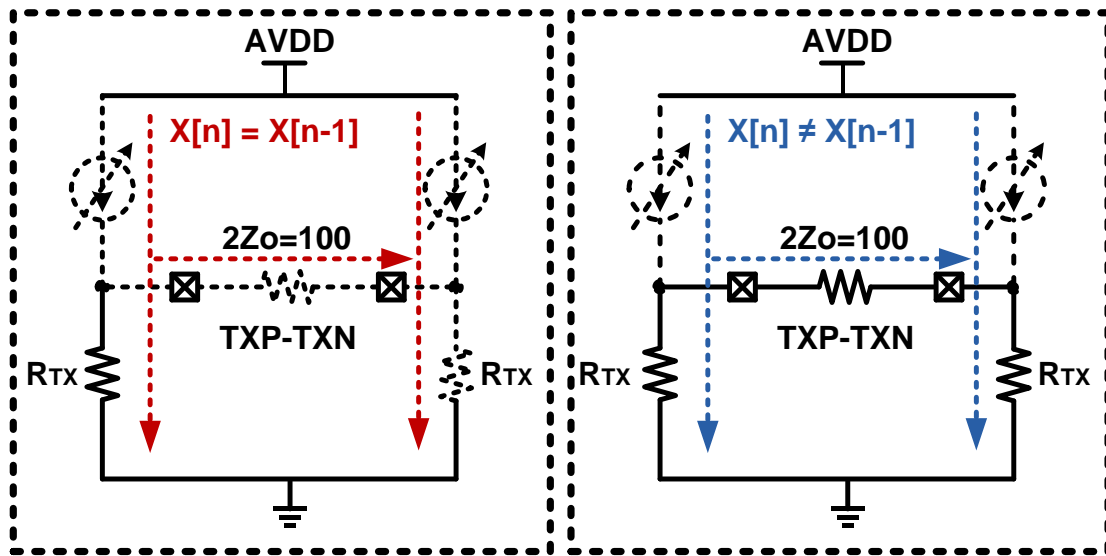 AVDD
X[n] = X[n-1]
2Zo=100
TXP-TXN
RTX
RTX
AVDD
X[n] ≠ X[n-1]
2Zo=100
TXP-TXN
RTX
RTX